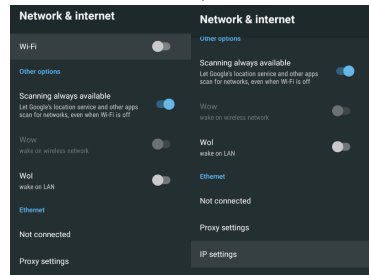 Network & internet
Wi-Fi
Other options
Scanning always available
Let Google's location service and other apps
scan for networks, even when Wi-Fi is off
Wow
wake on wireless network
Wol
wake on LAN
Ethernet
Not connected
Proxy settings
Network & internet
Other options
Scanning always available
Let Google's location service and other apps
scan for networks, even when Wi-Fi is off
Wow
wake on wireless network
Wol
wake on LAN
Ethernet
Not connected
Proxy settings
IP settings